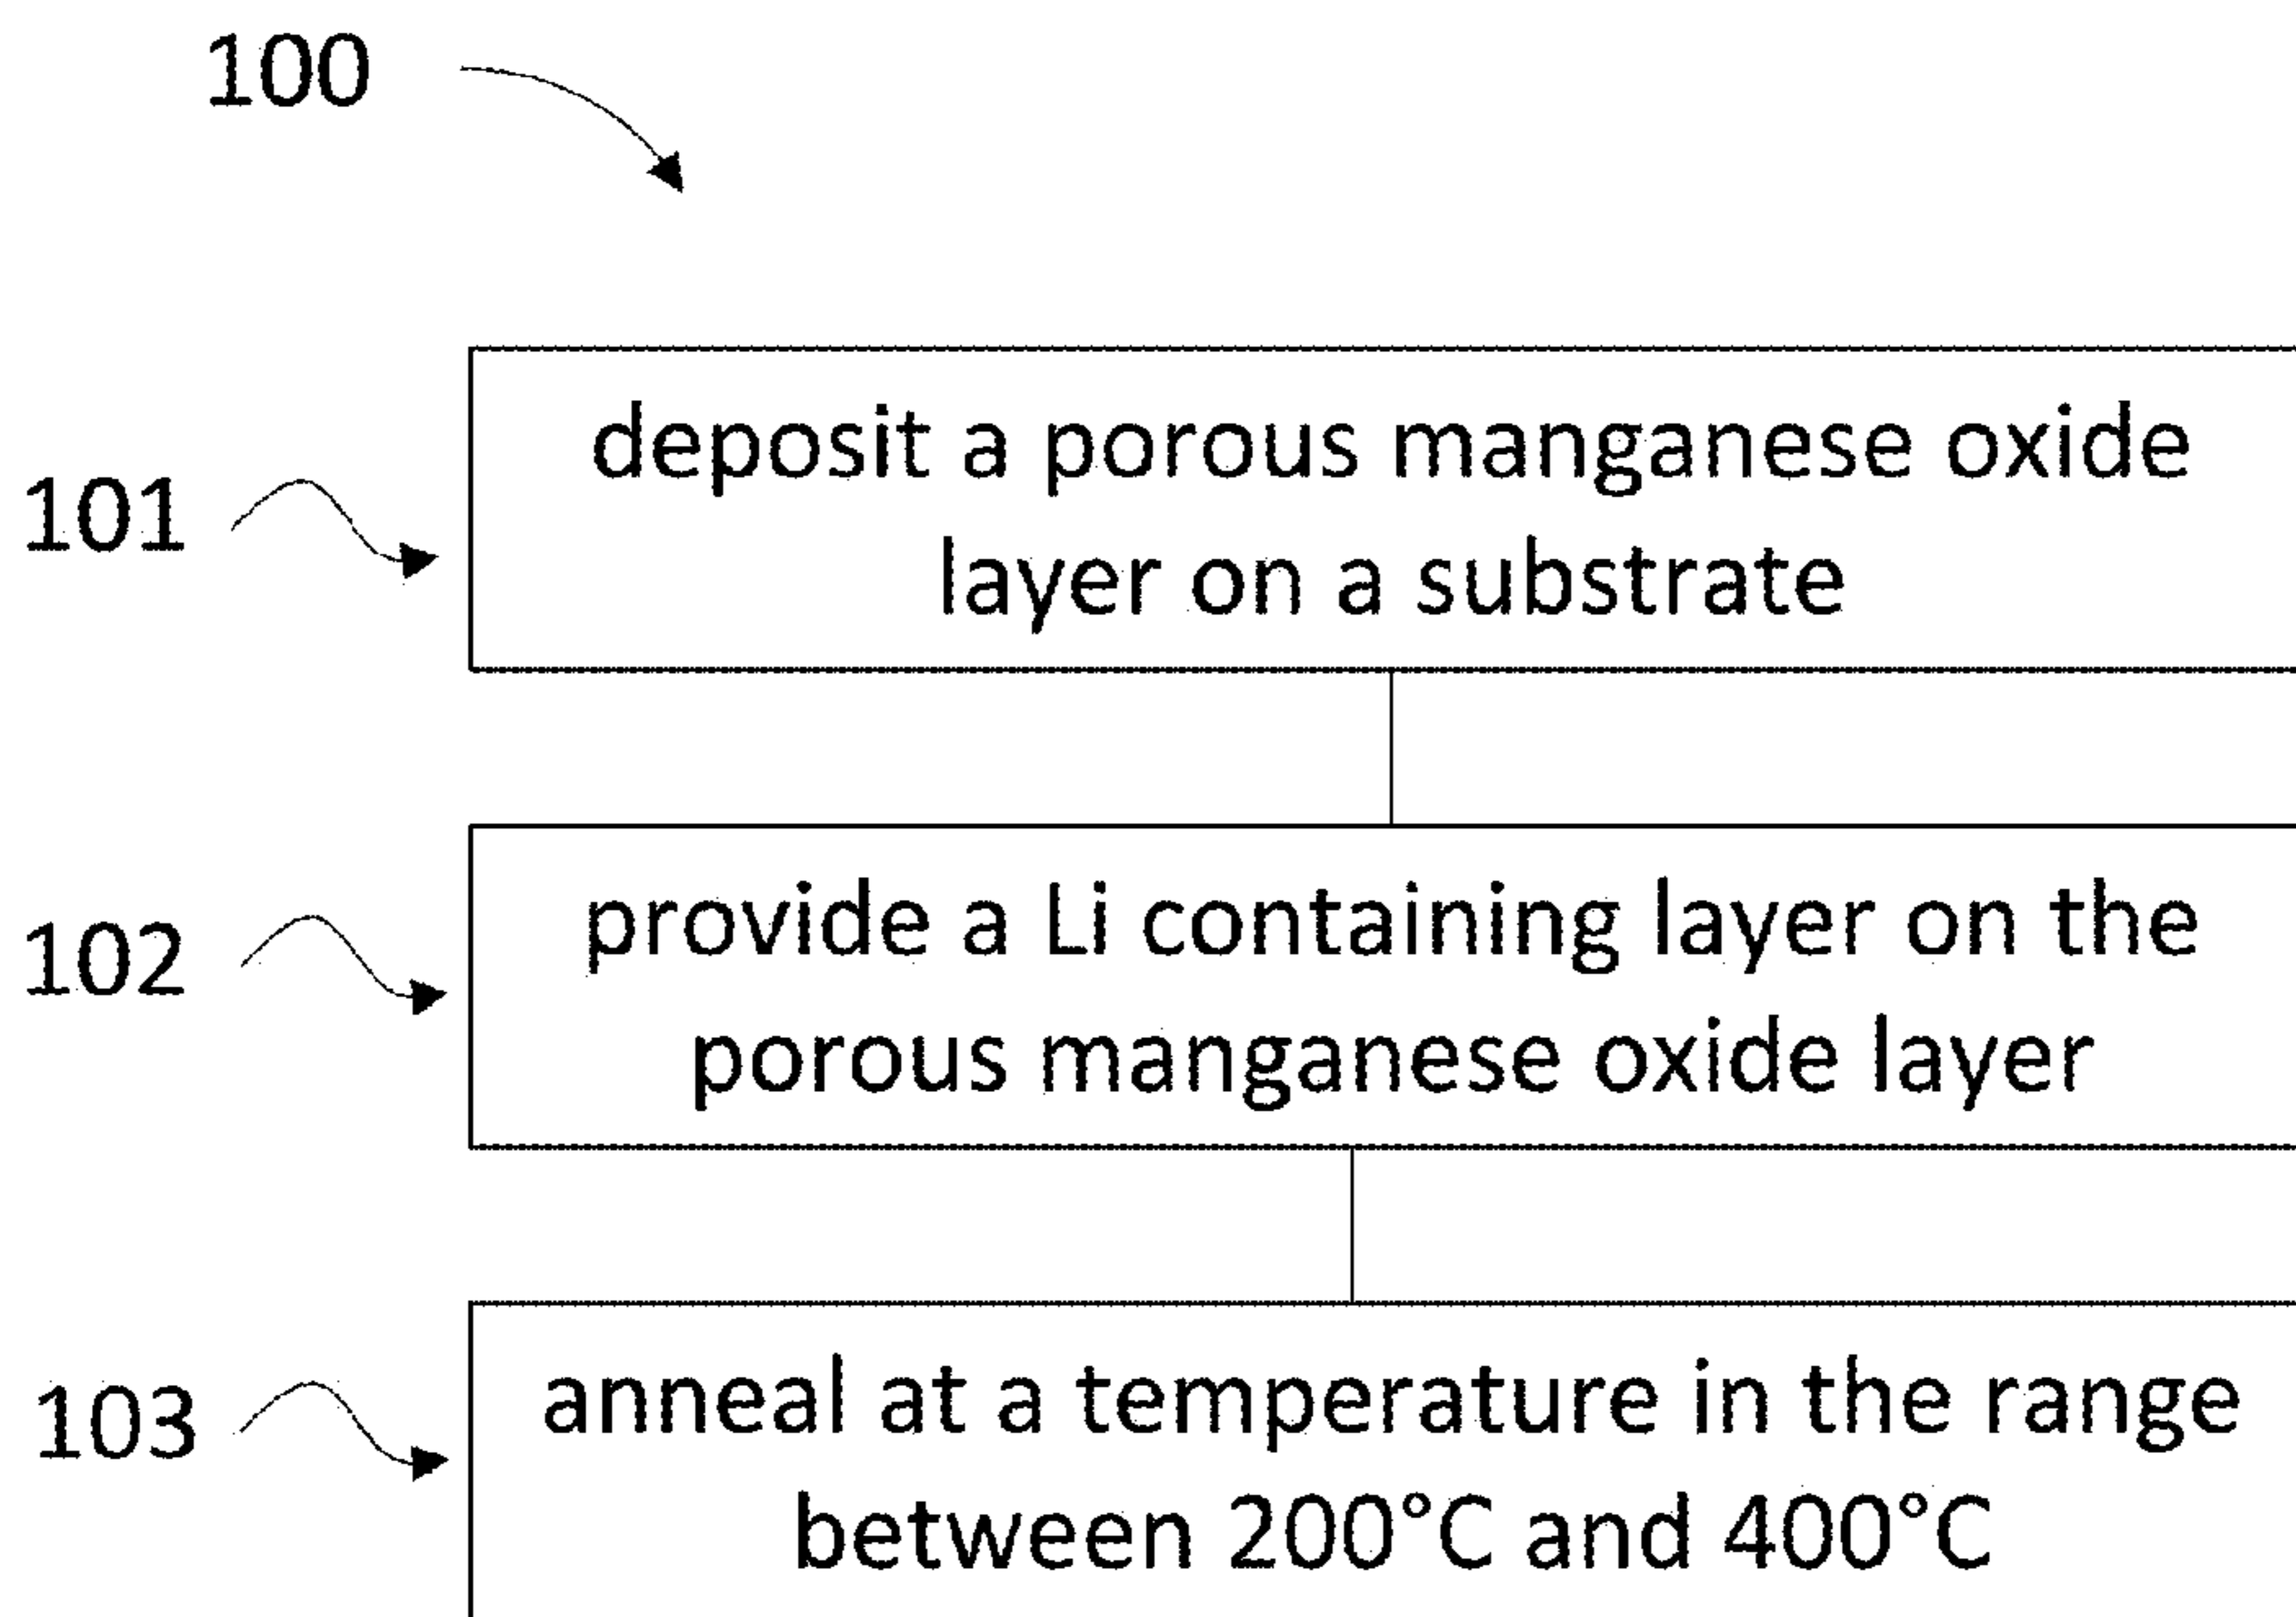 100
101
deposit a porous manganese oxide
layer on a substrate
102
provide a Li containing layer on the
porous manganese oxide layer
103
anneal at a temperature in the range
between 200°C and 400°C